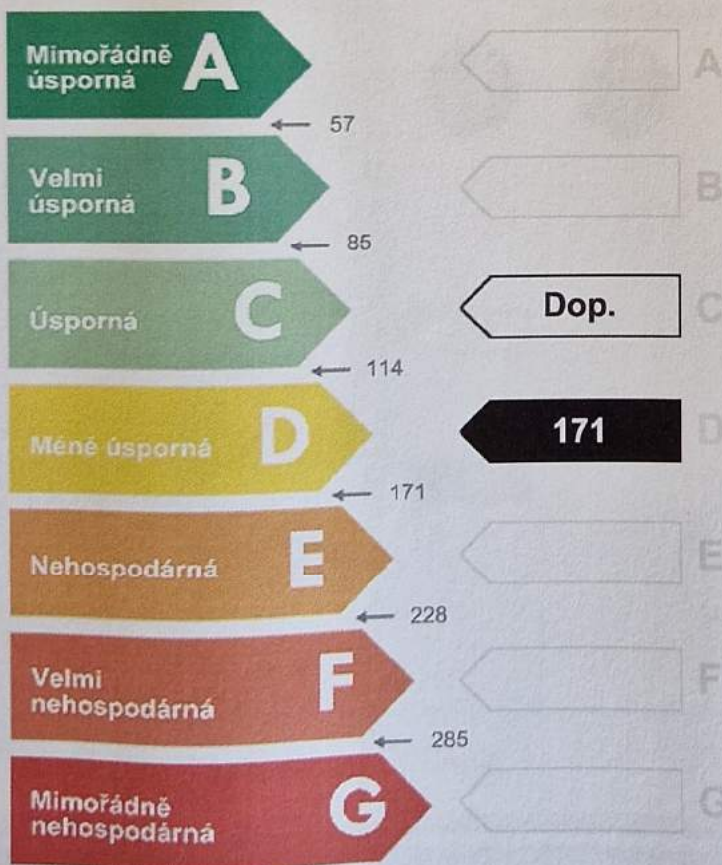 Mimořádně
úsporná
A
A
57
Velmi
úsporná
B
B
85
Úsporná
C
Dop.
C
114
Méně úsporná
D
171
D
171
Nehospodárná
E
E
228
Velmi
nehospodárná
F
F
285
Mimořádně
nehospodárná
G
G